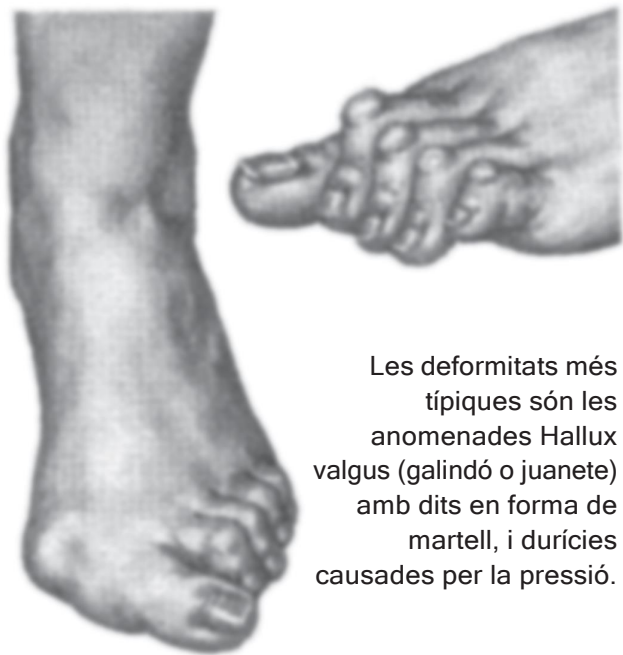 Les deformitats més
típiques són les
anomenades Hallux
valgus (galindó o juanete)
amb dits en forma de
martell, i durícies
causades per la pressió.